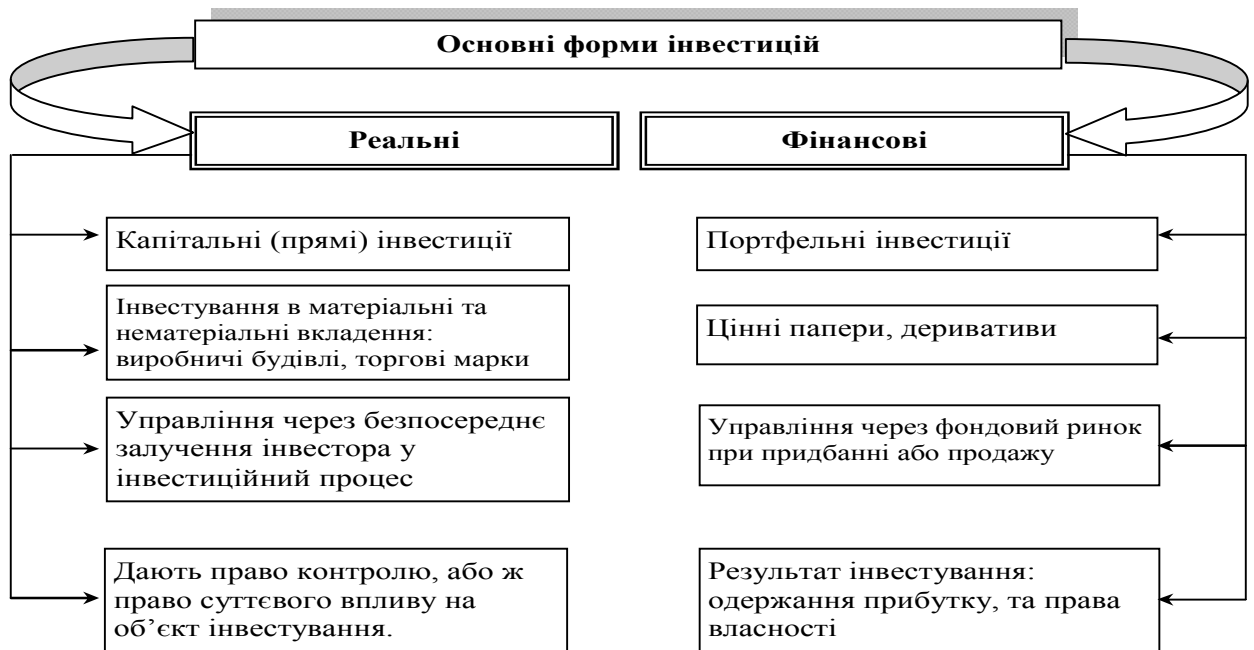 Основні форми інвестицій
Реальні
Фінансові
Капітальні (прямі) інвестиції
Інвестування в матеріальні та
нематеріальні вкладення:
виробничі будівлі, торгові марки
Управління через безпосереднє
залучення інвестора у
інвестиційний процес
Дають право контролю, або ж
право суттєвого впливу на
об’єкт інвестування.
Портфельні інвестиції
Цінні папери, деривативи
Управління через фондовий ринок
при придбанні або продажу
Результат інвестування:
одержання прибутку, та права
власності